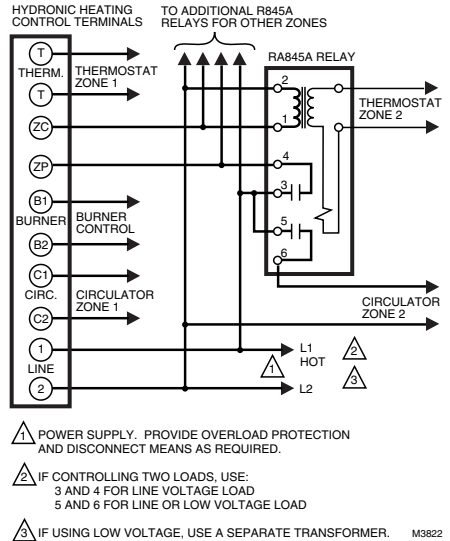 HYDRONIC HEATING
CONTROL TERMINALS
TO ADDITIONAL R845A
RELAYS FOR OTHER ZONES
RA845A RELAY
T
THERM.
T
THERMOSTAT
ZONE 1
ZC
ZP
B1
BURNER
B2
BURNER
CONTROL
C1
CIRC.
C2
CIRCULATOR
ZONE 1
1
LINE
2
2
1
4
3
5
6
THERMOSTAT
ZONE 2
CIRCULATOR
ZONE 2
L1
HOT
L2
1
2
3
1 POWER SUPPLY. PROVIDE OVERLOAD PROTECTION
AND DISCONNECT MEANS AS REQUIRED.
2 IF CONTROLLING TWO LOADS, USE:
3 AND 4 FOR LINE VOLTAGE LOAD
5 AND 6 FOR LINE OR LOW VOLTAGE LOAD
3 IF USING LOW VOLTAGE, USE A SEPARATE TRANSFORMER. M3822